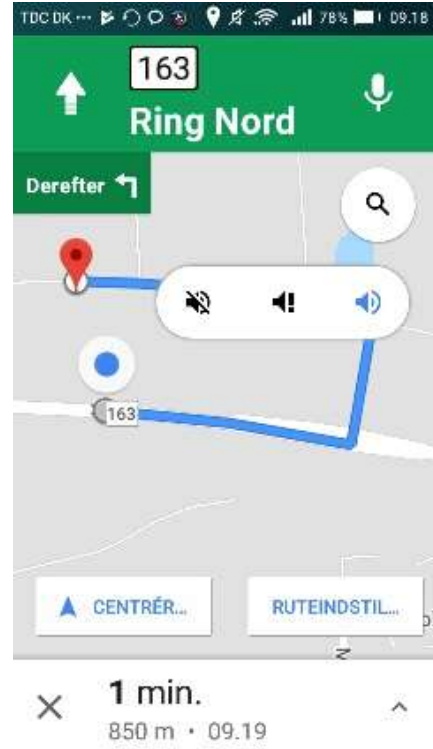 TDC DK ··· 78% 09.18
163
Ring Nord
Derefter
163
CENTRÉR...
RUTEINDSTIL...
1 min.
850 m · 09.19